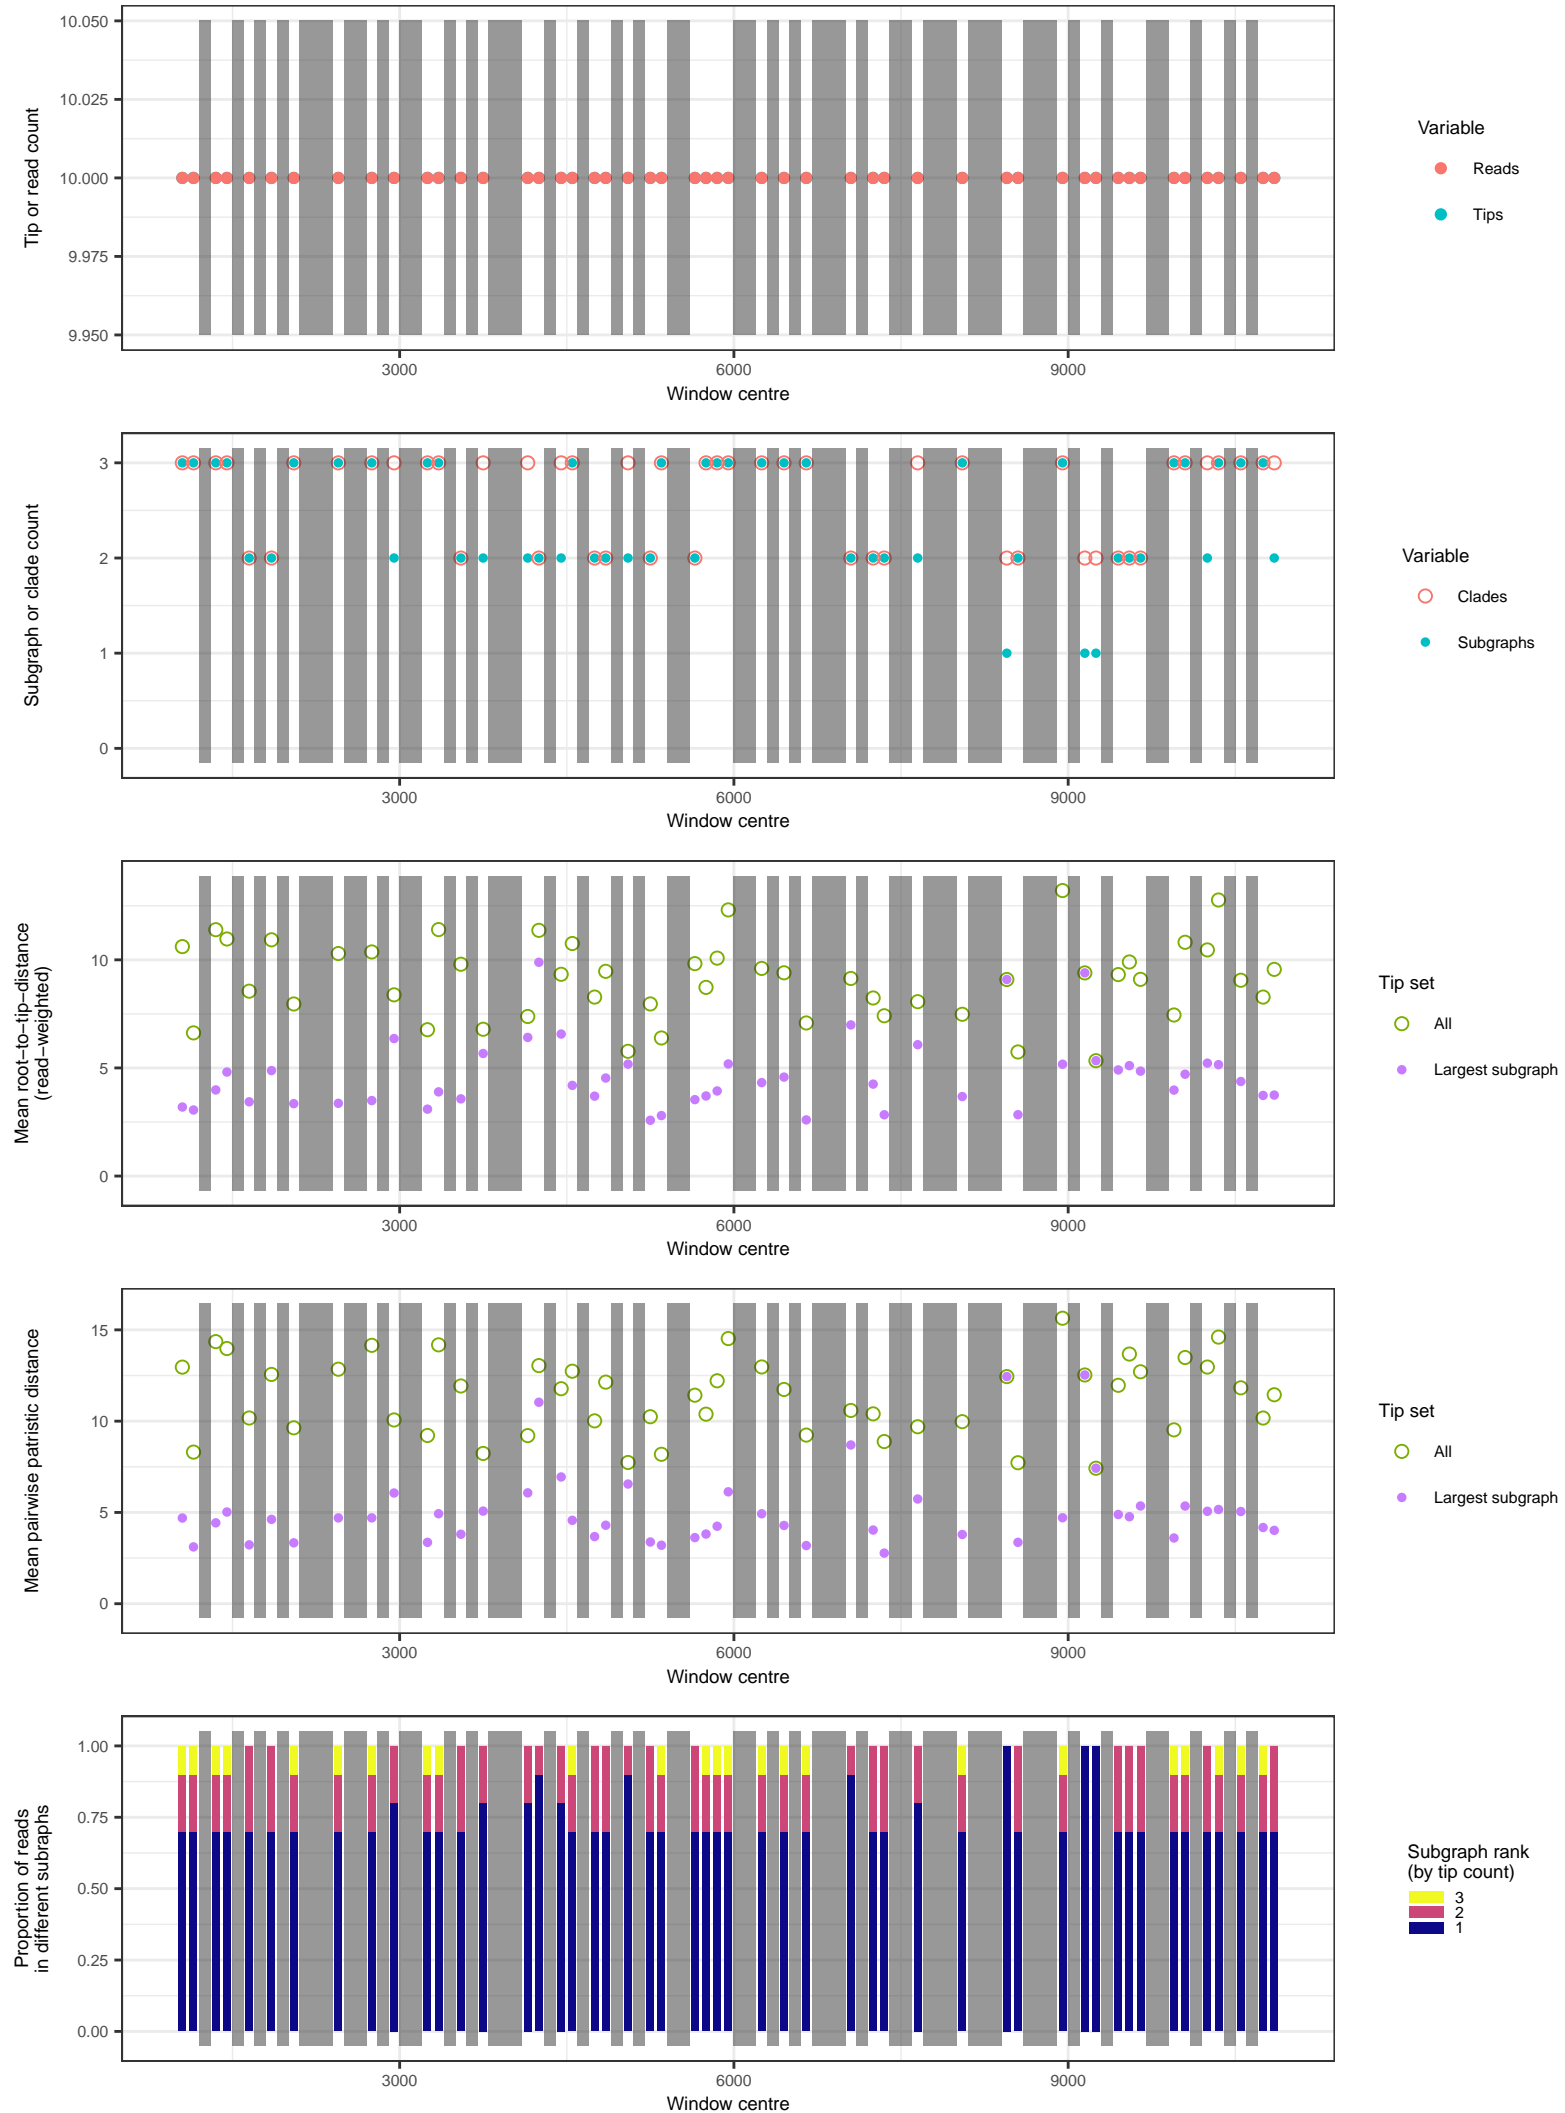 10.050
10.025
10.000
9.975
9.950
Tip or read count
3000
6000
9000
Window centre
Variable
Reads
Tips
3
2
1
0
Subgraph or clade count
3000
6000
9000
Window centre
Variable
Clades
Subgraphs
10
5
0
Mean root−to−tip−distance
(read−weighted)
3000
6000
9000
Window centre
Tip set
All
Largest subgraph
15
10
5
0
Mean pairwise patristic distance
3000
6000
9000
Window centre
Tip set
All
Largest subgraph
1.00
0.75
0.50
0.25
0.00
Proportion of reads
in different subraphs
3000
6000
9000
Window centre
Subgraph rank
(by tip count)
3
2
1